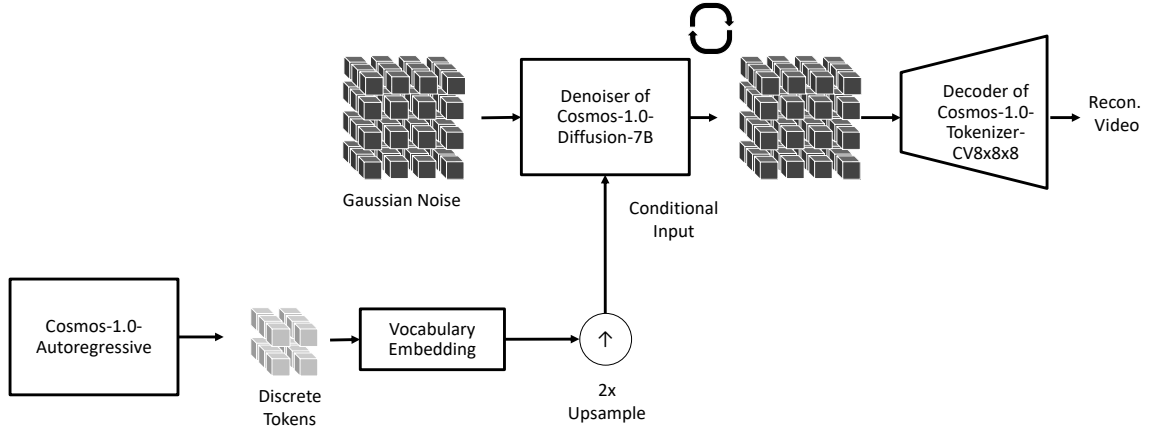 Denoiser of
Cosmos-1.0-
Diffusion-7B
Decoder of
Cosmos-1.0-
Tokenizer-
CV8x8x8
Recon.
Video
Gaussian Noise
Conditional
Input
Cosmos-1.0-
Autoregressive
Discrete
Tokens
Vocabulary
Embedding
2x
Upsample